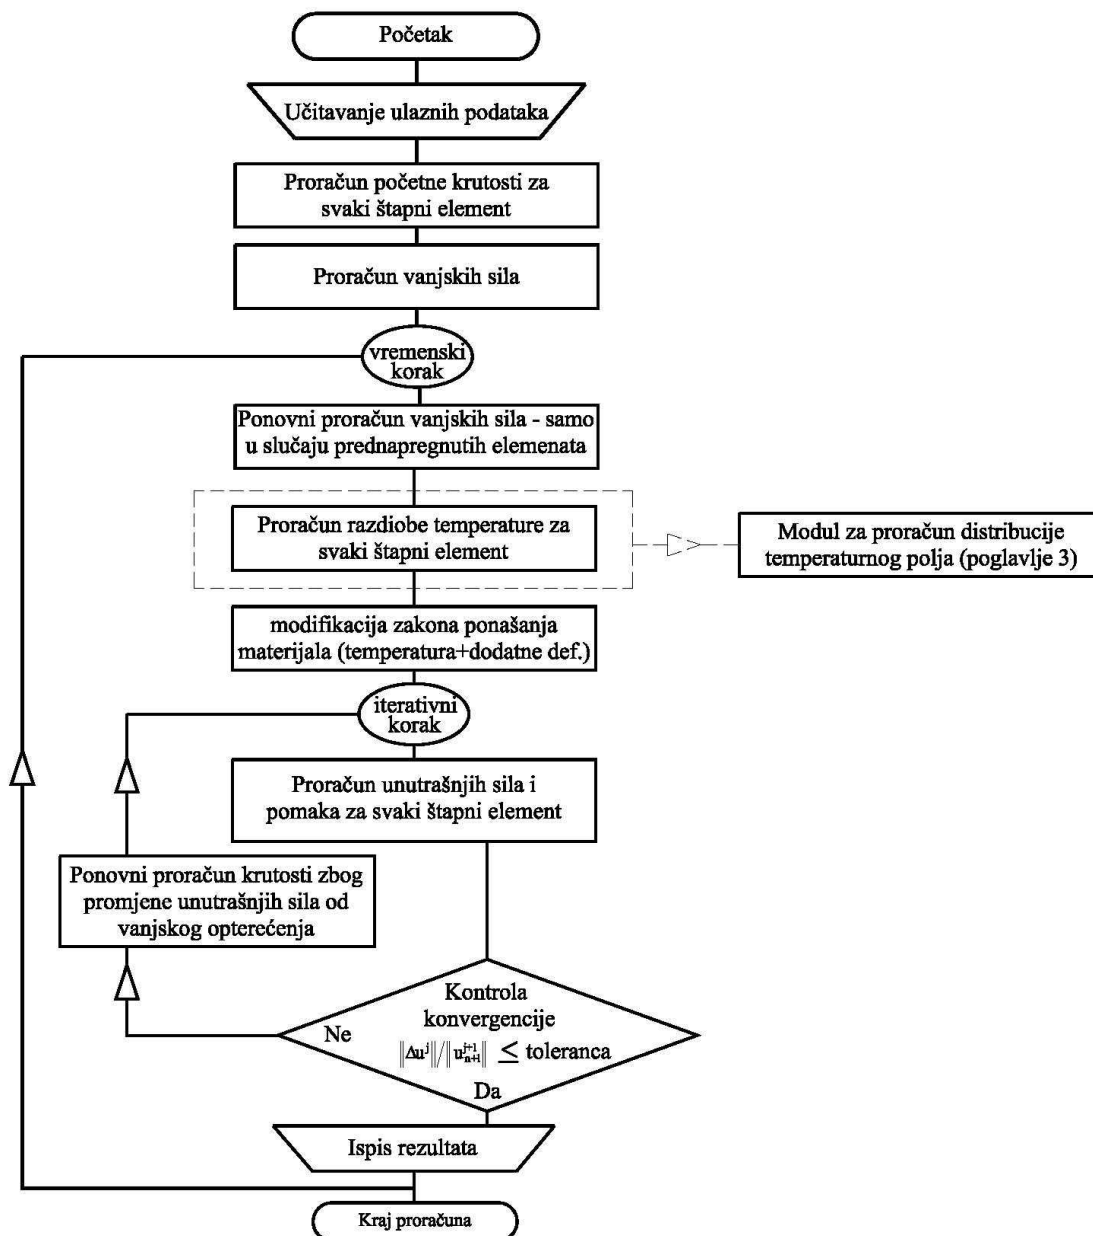 Početak
Učitavanje ulaznih podataka
Proračun početne krutosti za
svaki štapni element
Proračun vanjskih sila
vremenski
korak
Ponovni proračun vanjskih sila - samo
u slučaju prednapregnutih elemenata
Proračun razdiobe temperature za
svaki štapni element
Modul za proračun distribucije
temperaturnog polja (poglavlje 3)
modifikacija zakona ponašanja
materijala (temperatura+dodatne def.)
iterativni
korak
Proračun unutrašnjih sila i
pomaka za svaki štapni element
Ponovni proračun krutosti zbog
promjene unutrašnjih sila od
vanjskog opterećenja
Kontrola
konvergencije
Ne
‖Δuʲ‖/‖uʲ⁺¹ₙ₊₁‖ ≤ toleranca
Da
Ispis rezultata
Kraj proračuna